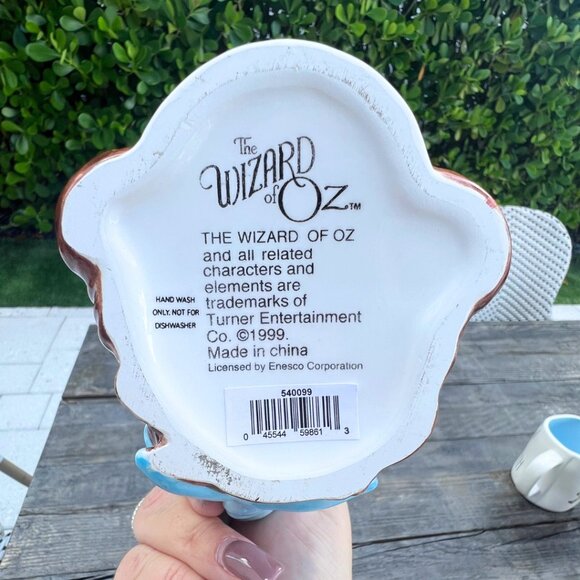 The
WIZARD
of OZ™
THE WIZARD OF OZ
and all related
characters and
elements are
trademarks of
Turner Entertainment
Co. ©1999.
Made in china
Licensed by Enesco Corporation
HAND WASH
ONLY. NOT FOR
DISHWASHER
540099
0 45544 59861 3